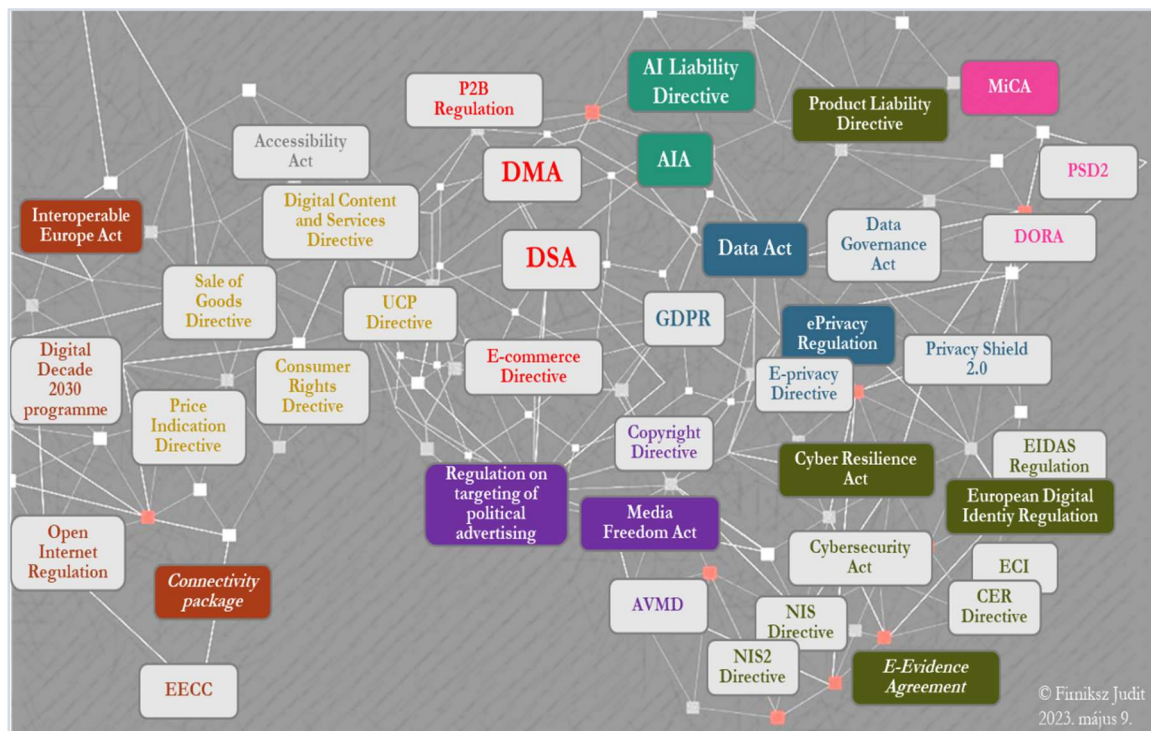 P2B
Regulation
AI Liability
Directive
Product Liability
Directive
MiCA
Accessibility
Act
DMA
AIA
PSD2
Interoperable
Europe Act
Digital Content
and Services
Directive
DSA
Data Act
Data
Governance
Act
DORA
Sale of
Goods
Directive
UCP
Directive
GDPR
ePrivacy
Regulation
Privacy Shield
2.0
Digital
Decade
2030
programme
Consumer
Rights
Drective
E-commerce
Directive
E-privacy
Directive
Price
Indication
Directive
Copyright
Directive
EIDAS
Regulation
Regulation on
targeting of
political
advertising
Cyber Resilience
Act
European Digital
Identiy Regulation
Media
Freedom Act
Open
Internet
Regulation
Cybersecurity
Act
ECI
Connectivity
package
AVMD
NIS
Directive
CER
Directive
NIS2
Directive
E-Evidence
Agreement
EECC
© Firniksz Judit
2023. május 9.